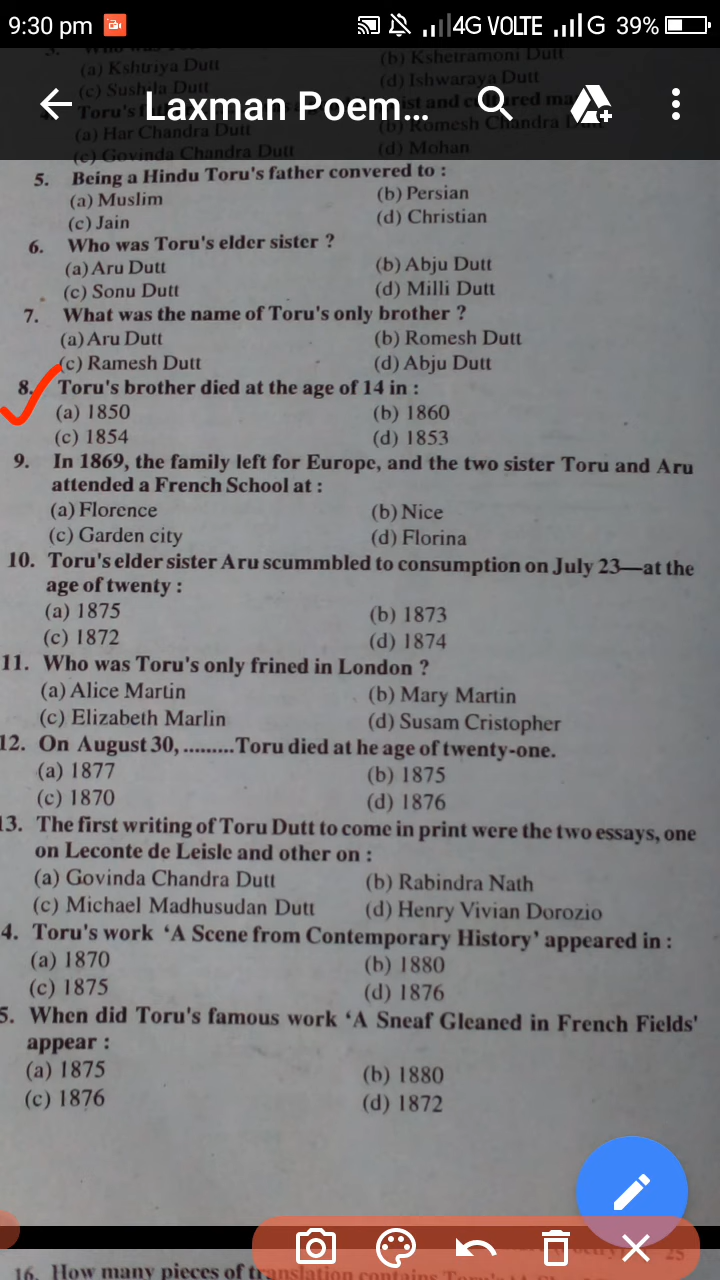 9:30 pm 4G VOLTE G 39%
(a) Kshtriya Dutt (b) Kshetramoni Dutt
(c) Sushila Dutt (d) Ishwaraya Dutt
Laxman Poem...
Toru's ist and cultured
(a) Har Chandra Dutt (b) Romesh Chandra Dutt
(c) Govinda Chandra Dutt (d) Mohan
5. Being a Hindu Toru's father convered to :
(a) Muslim (b) Persian
(c) Jain (d) Christian
6. Who was Toru's elder sister ?
(a) Aru Dutt (b) Abju Dutt
(c) Sonu Dutt (d) Milli Dutt
7. What was the name of Toru's only brother ?
(a) Aru Dutt (b) Romesh Dutt
(c) Ramesh Dutt (d) Abju Dutt
8. Toru's brother died at the age of 14 in :
(a) 1850 (b) 1860
(c) 1854 (d) 1853
9. In 1869, the family left for Europe, and the two sister Toru and Aru
attended a French School at :
(a) Florence (b) Nice
(c) Garden city (d) Florina
10. Toru's elder sister Aru scummbled to consumption on July 23—at the
age of twenty :
(a) 1875 (b) 1873
(c) 1872 (d) 1874
11. Who was Toru's only frined in London ?
(a) Alice Martin (b) Mary Martin
(c) Elizabeth Marlin (d) Susam Cristopher
12. On August 30, .........Toru died at he age of twenty-one.
(a) 1877 (b) 1875
(c) 1870 (d) 1876
13. The first writing of Toru Dutt to come in print were the two essays, one
on Leconte de Leisle and other on :
(a) Govinda Chandra Dutt (b) Rabindra Nath
(c) Michael Madhusudan Dutt (d) Henry Vivian Dorozio
4. Toru's work ‘A Scene from Contemporary History’ appeared in :
(a) 1870 (b) 1880
(c) 1875 (d) 1876
5. When did Toru's famous work ‘A Sneaf Gleaned in French Fields'
appear :
(a) 1875 (b) 1880
(c) 1876 (d) 1872
25
16. How many pieces of translation contains